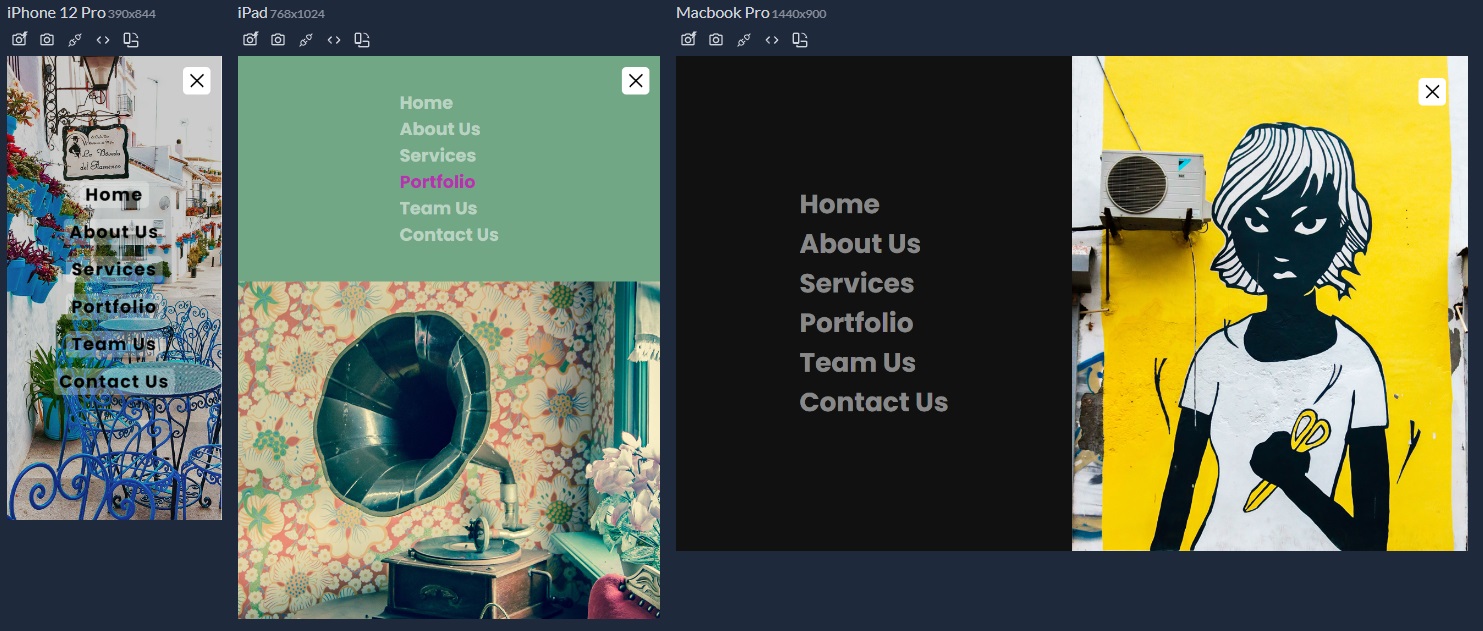 iPhone 12 Pro 390x844
Home
About Us
Services
Portfolio
Team Us
Contact Us
iPad 768x1024
Home
About Us
Services
Portfolio
Team Us
Contact Us
Macbook Pro 1440x900
Home
About Us
Services
Portfolio
Team Us
Contact Us